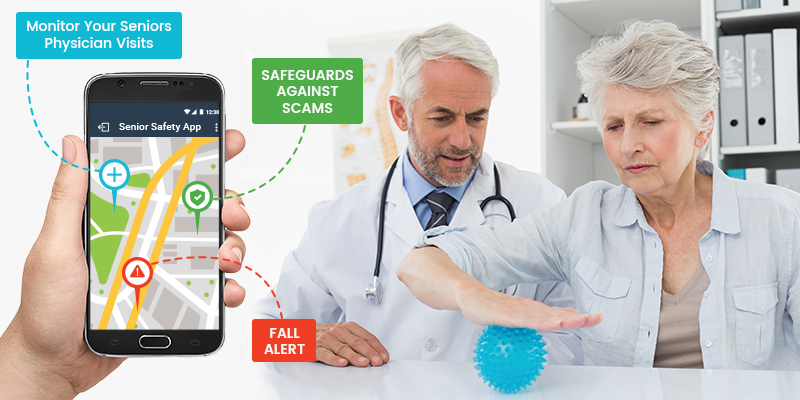 Monitor Your Seniors
Physician Visits
SAFEGUARDS
AGAINST
SCAMS
12:30
Senior Safety App
FALL
ALERT